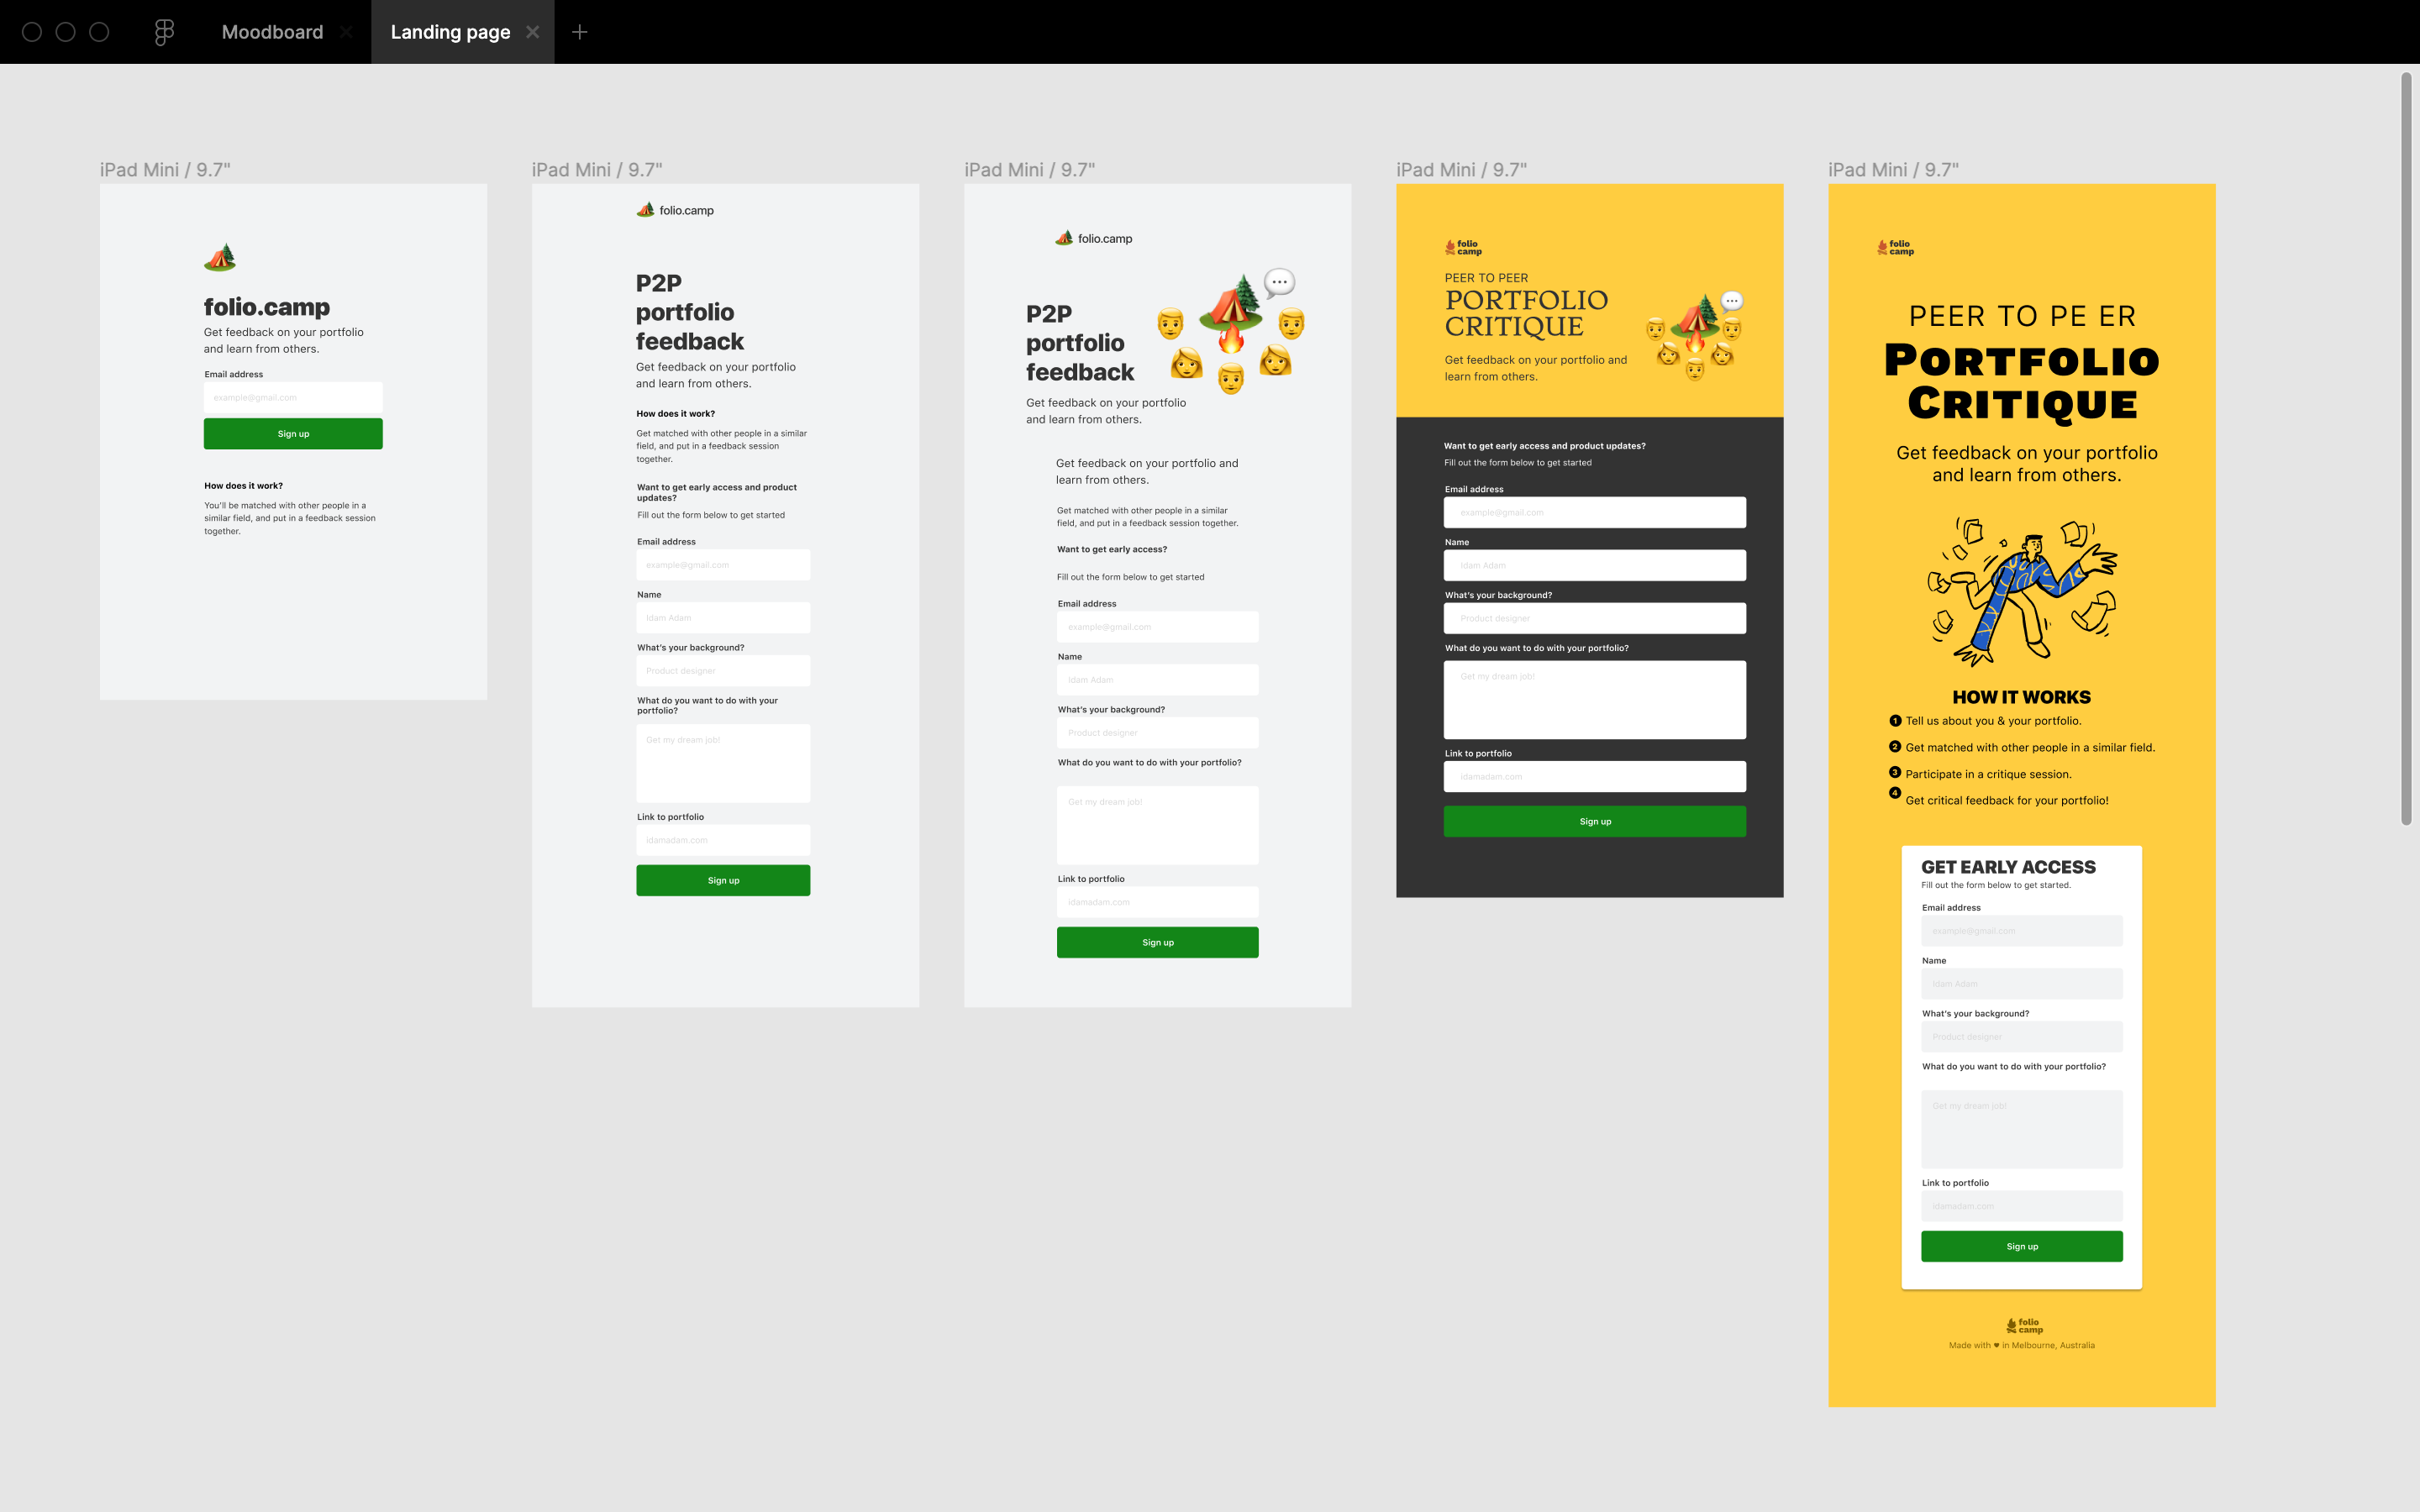 Moodboard
Landing page
iPad Mini / 9.7"
folio.camp
Get feedback on your portfolio
and learn from others.
Email address
example@gmail.com
Sign up
How does it work?
You'll be matched with other people in a
similar field, and put in a feedback session
together.
iPad Mini / 9.7"
folio.camp
P2P
portfolio
feedback
Get feedback on your portfolio
and learn from others.
How does it work?
Get matched with other people in a similar
field, and put in a feedback session
together.
Want to get early access and product
updates?
Fill out the form below to get started
Email address
example@gmail.com
Name
Idam Adam
What's your background?
Product designer
What do you want to do with your
portfolio?
Get my dream job!
Link to portfolio
idamadam.com
Sign up
iPad Mini / 9.7"
folio.camp
P2P
portfolio
feedback
Get feedback on your portfolio
and learn from others.
Get feedback on your portfolio and
learn from others.
Get matched with other people in a similar
field, and put in a feedback session together.
Want to get early access?
Fill out the form below to get started
Email address
example@gmail.com
Name
Idam Adam
What's your background?
Product designer
What do you want to do with your portfolio?
Get my dream job!
Link to portfolio
idamadam.com
Sign up
iPad Mini / 9.7"
folio
camp
PEER TO PEER
PORTFOLIO
CRITIQUE
Get feedback on your portfolio and
learn from others.
Want to get early access and product updates?
Fill out the form below to get started
Email address
example@gmail.com
Name
Idam Adam
What's your background?
Product designer
What do you want to do with your portfolio?
Get my dream job!
Link to portfolio
idamadam.com
Sign up
iPad Mini / 9.7"
folio
camp
PEER TO PE ER
PORTFOLIO
CRITIQUE
Get feedback on your portfolio
and learn from others.
HOW IT WORKS
1 Tell us about you & your portfolio.
2 Get matched with other people in a similar field.
3 Participate in a critique session.
4 Get critical feedback for your portfolio!
GET EARLY ACCESS
Fill out the form below to get started.
Email address
example@gmail.com
Name
Idam Adam
What's your background?
Product designer
What do you want to do with your portfolio?
Get my dream job!
Link to portfolio
idamadam.com
Sign up
folio
camp
Made with ♥ in Melbourne, Australia